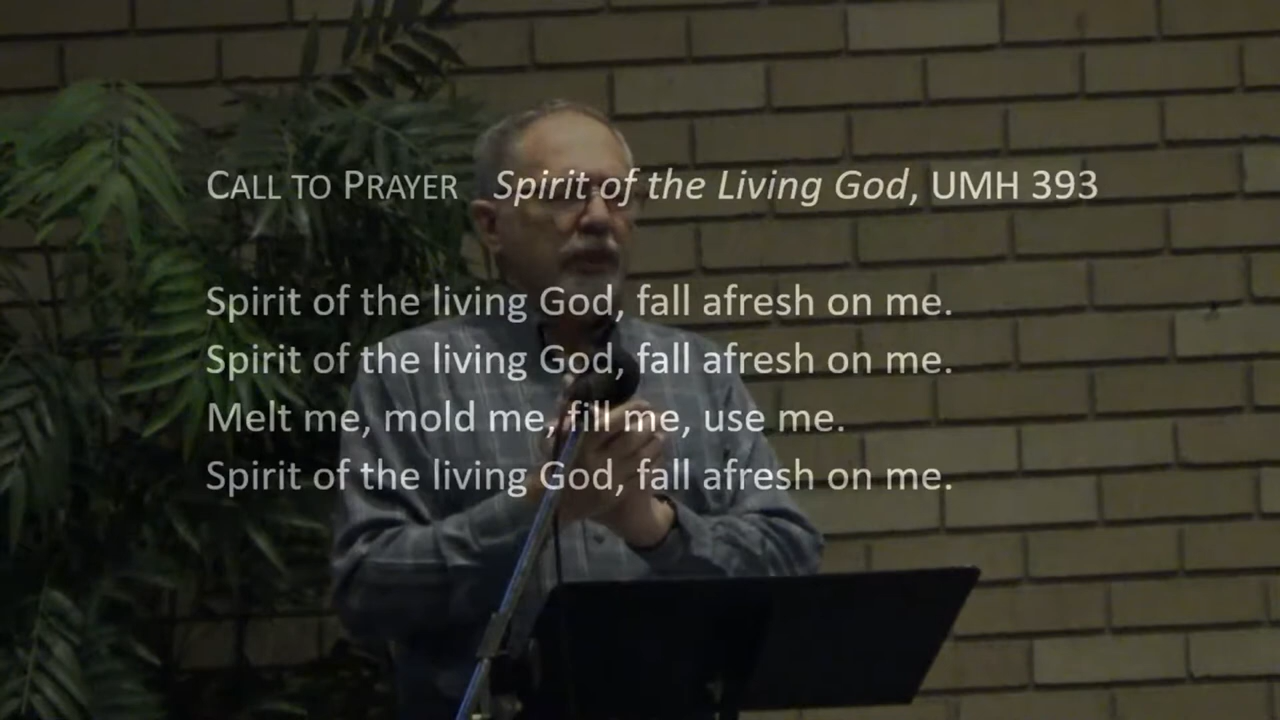 CALL TO PRAYER Spirit of the Living God, UMH 393
Spirit of the living God, fall afresh on me.
Spirit of the living God, fall afresh on me.
Melt me, mold me, fill me, use me.
Spirit of the living God, fall afresh on me.